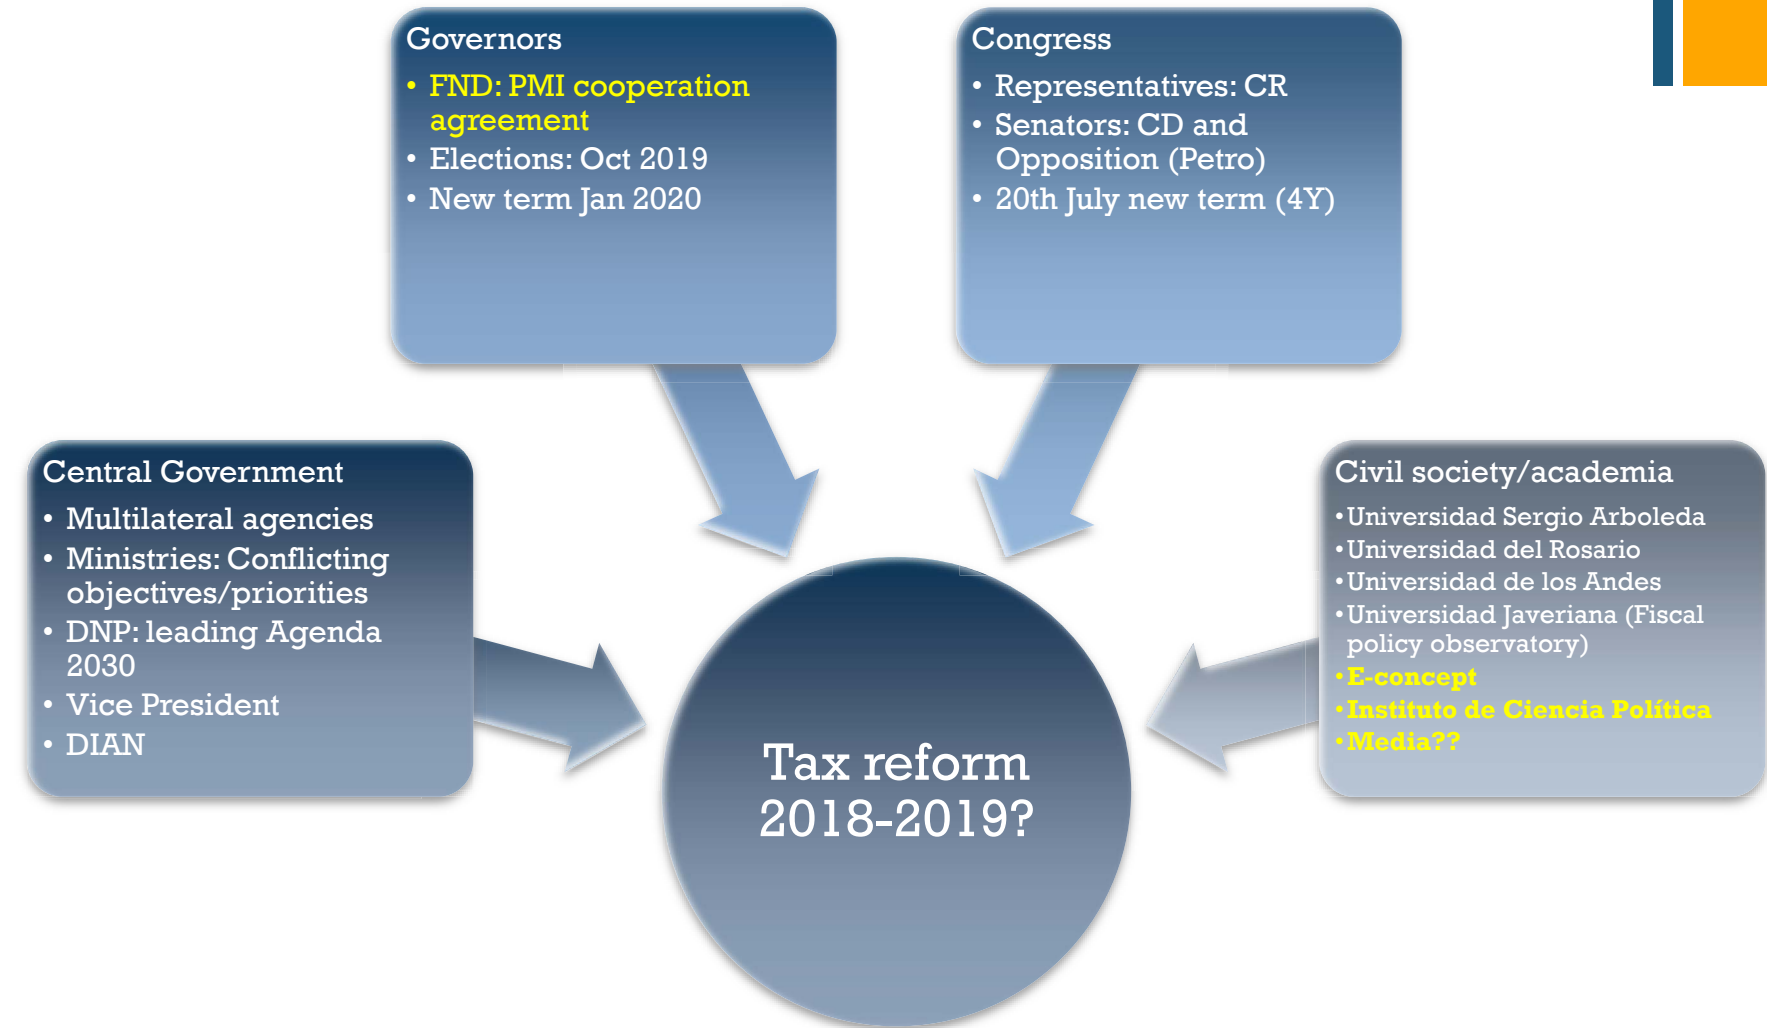 Governors
• FND: PMI cooperation
agreement
• Elections: Oct 2019
• New term Jan 2020
Congress
• Representatives: CR
• Senators: CD and
Opposition (Petro)
• 20th July new term (4Y)
Central Government
• Multilateral agencies
• Ministries: Conflicting
objectives/priorities
• DNP: leading Agenda
2030
• Vice President
• DIAN
Civil society/academia
• Universidad Sergio Arboleda
• Universidad del Rosario
• Universidad de los Andes
• Universidad Javeriana (Fiscal
policy observatory)
• E-concept
• Instituto de Ciencia Política
• Media??
Tax reform
2018-2019?